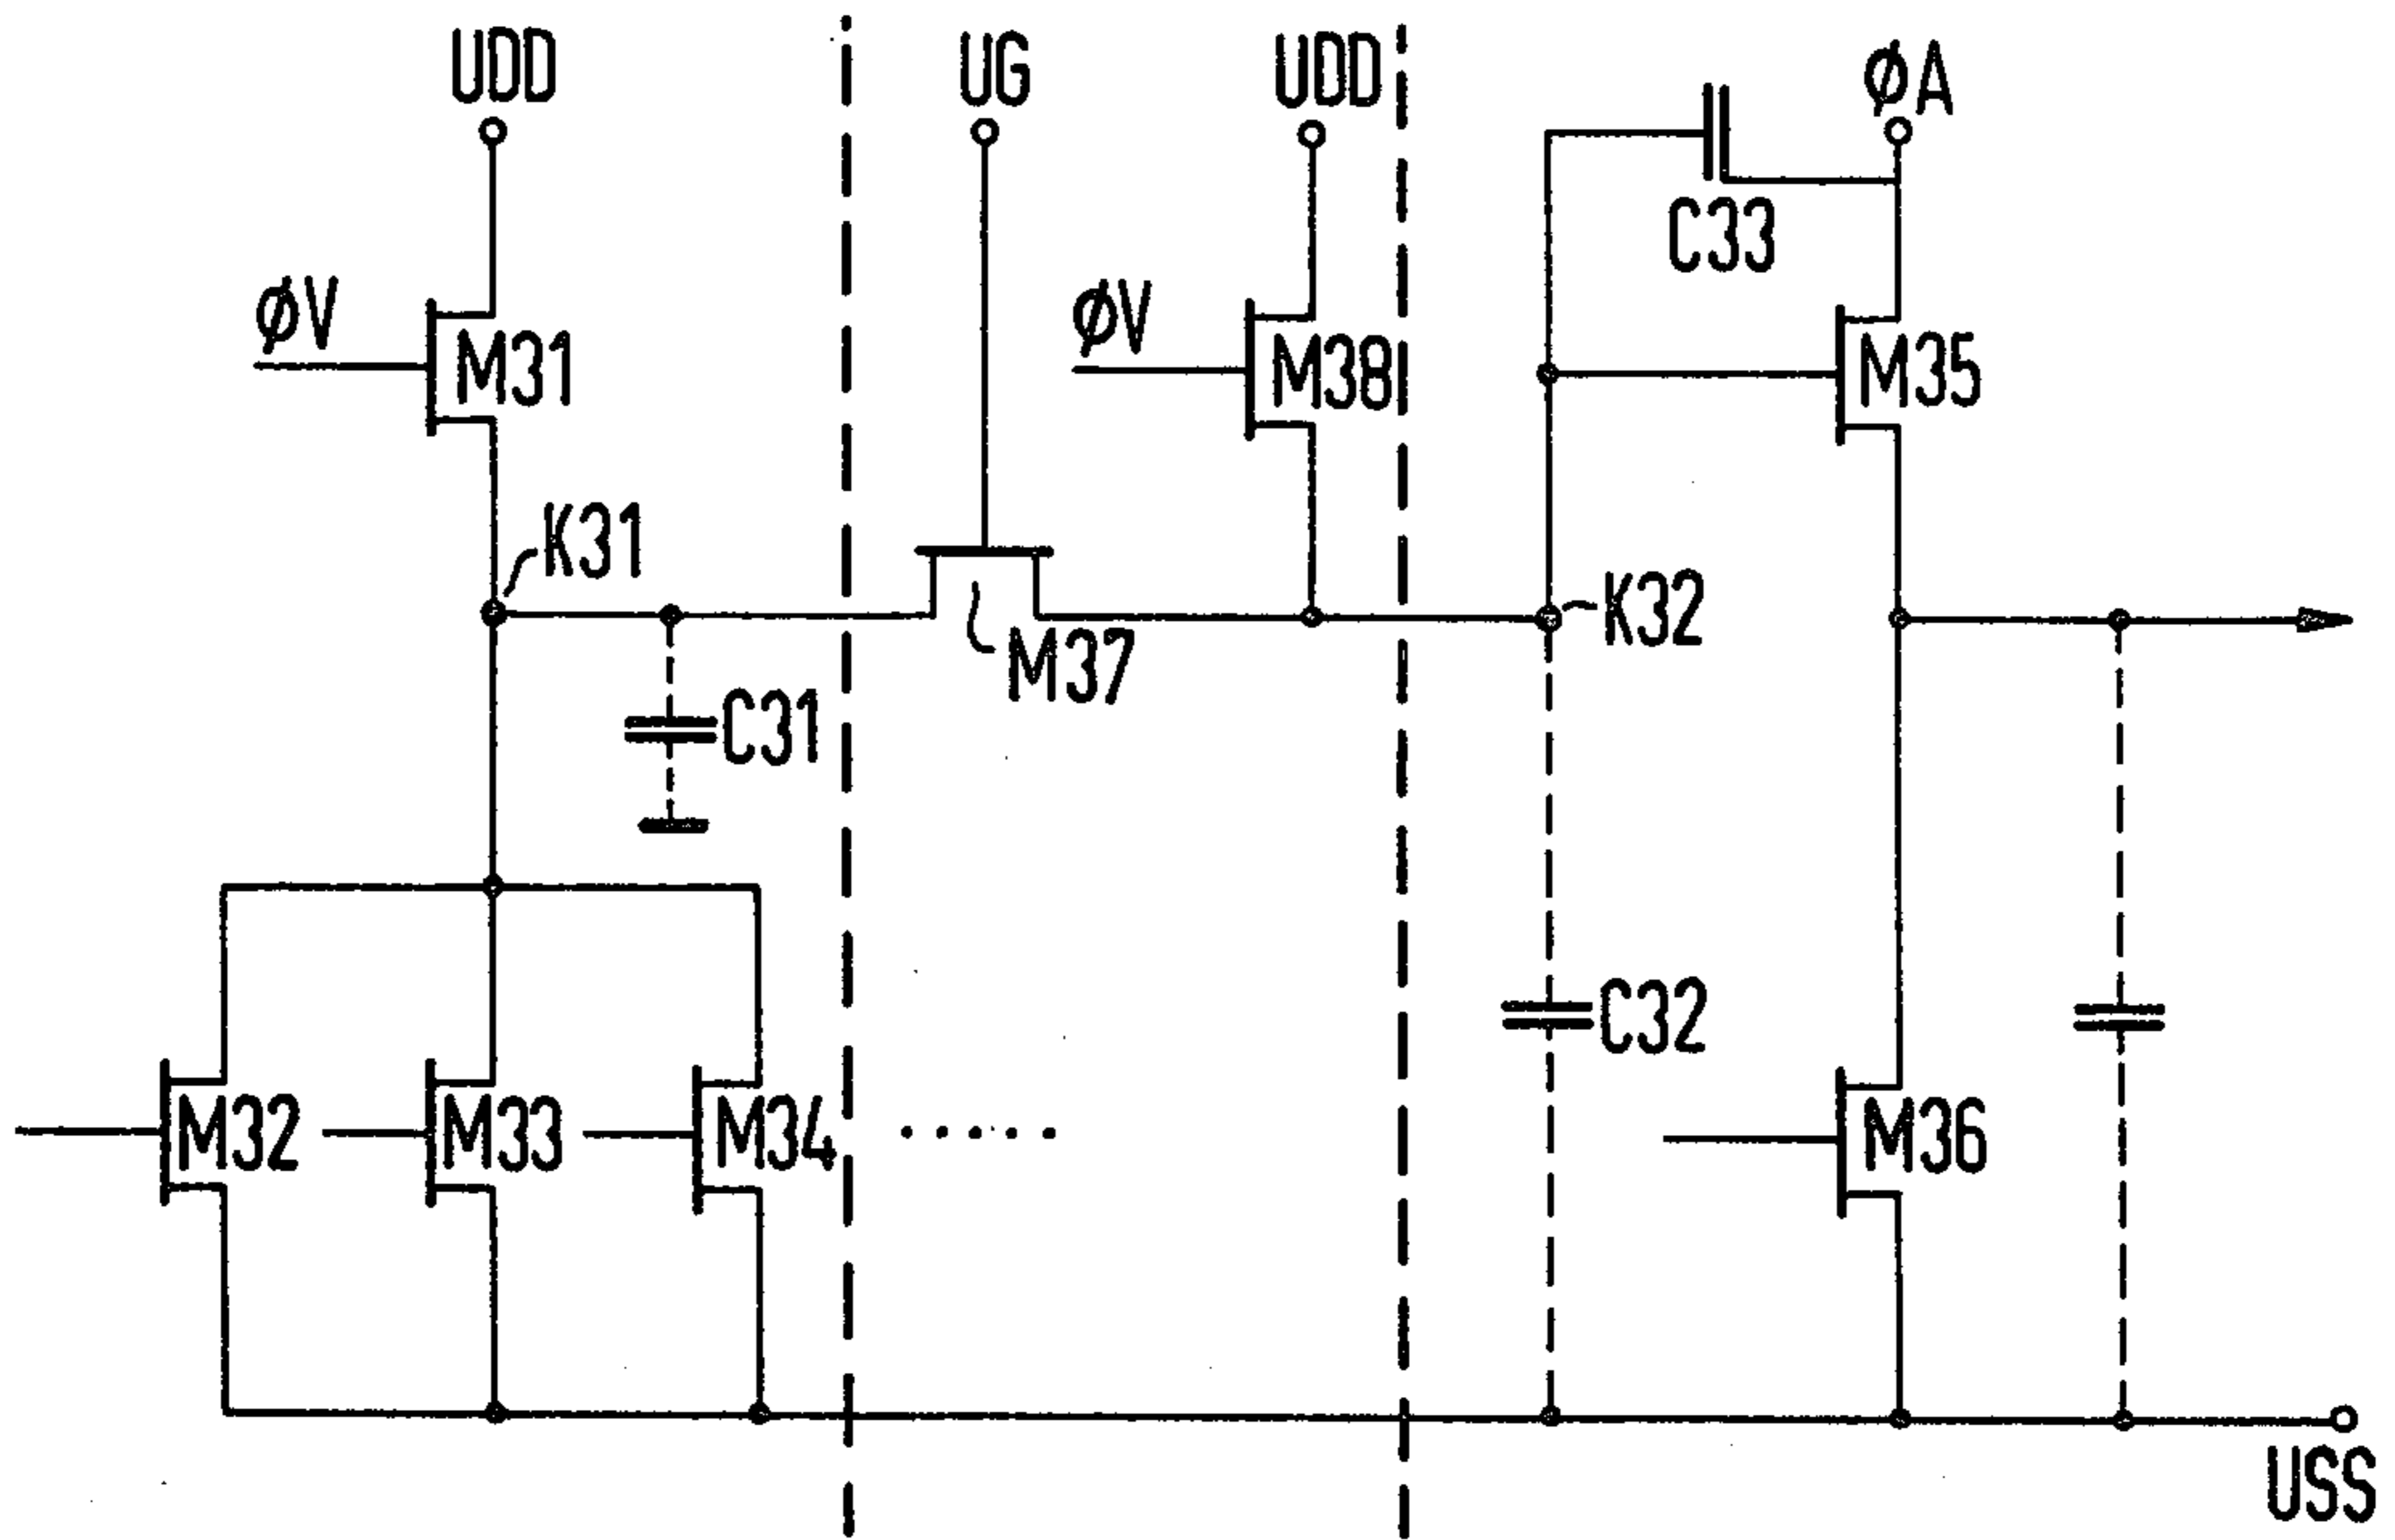 UDD
UG
UDD
ØA
C33
ØV
M31
ØV
M38
M35
K31
K32
M37
C31
C32
M32
M33
M34
.....
M36
USS